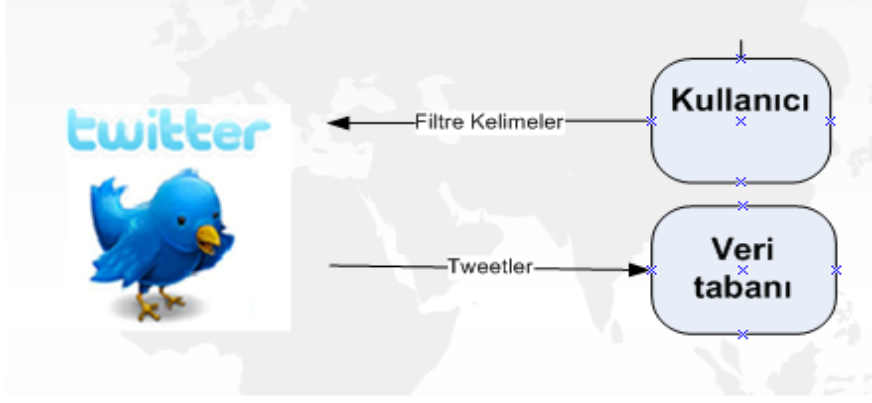 twitter
Filtre Kelimeler
Kullanıcı
Tweetler
Veri
tabanı